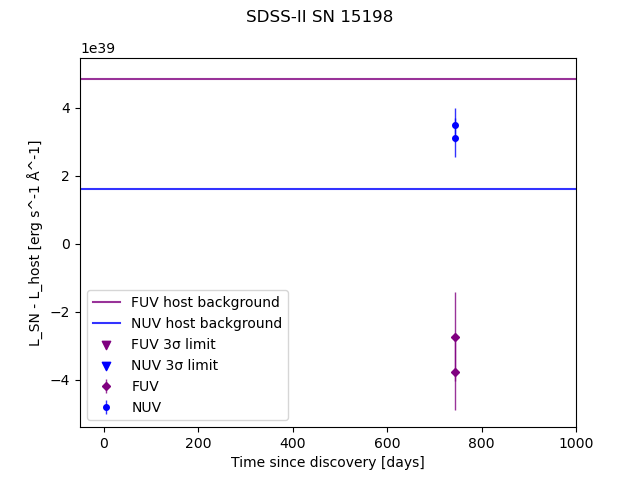 SDSS-II SN 15198
1e39
L_SN - L_host [erg s^-1 Å^-1]
4
2
0
−2
−4
FUV host background
NUV host background
FUV 3σ limit
NUV 3σ limit
FUV
NUV
0 200 400 600 800 1000
Time since discovery [days]